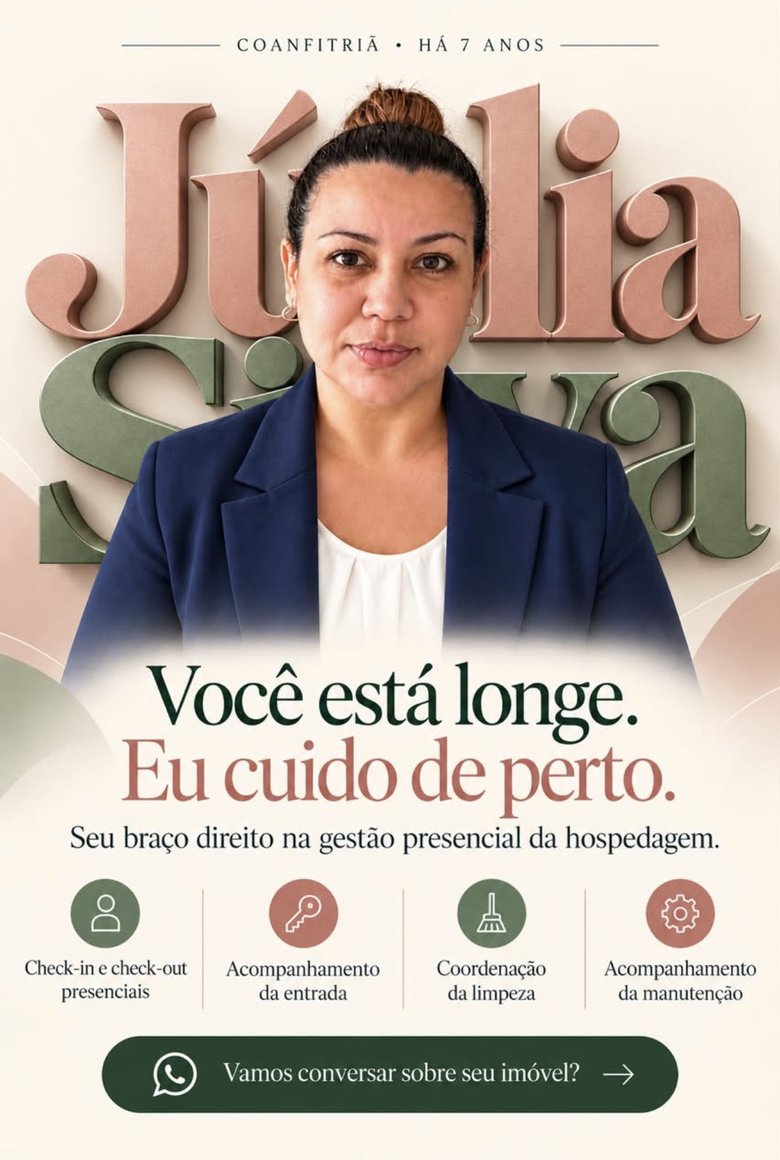 COANFITRIÃ • HÁ 7 ANOS
Júlia
Silva
Você está longe.
Eu cuido de perto.
Seu braço direito na gestão presencial da hospedagem.
Check-in e check-out
presenciais
Acompanhamento
da entrada
Coordenação
da limpeza
Acompanhamento
da manutenção
Vamos conversar sobre seu imóvel? →